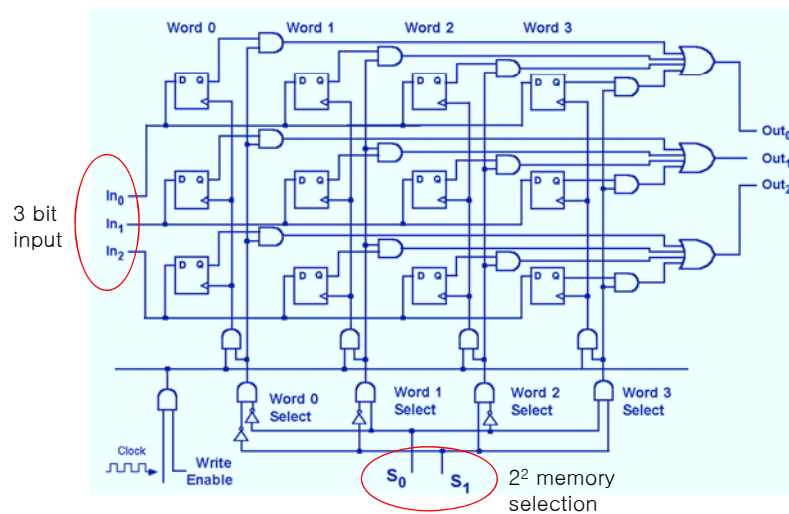 Word 0 Word 1 Word 2 Word 3
D Q D Q D Q D Q
Out₀
D Q D Q D Q D Q
Out₁
In₀
Out₂
3 bit
input
In₁
In₂
D Q D Q D Q D Q
Word 0
Select
Word 1
Select
Word 2
Select
Word 3
Select
Clock
Write
Enable
S₀ S₁
2² memory
selection